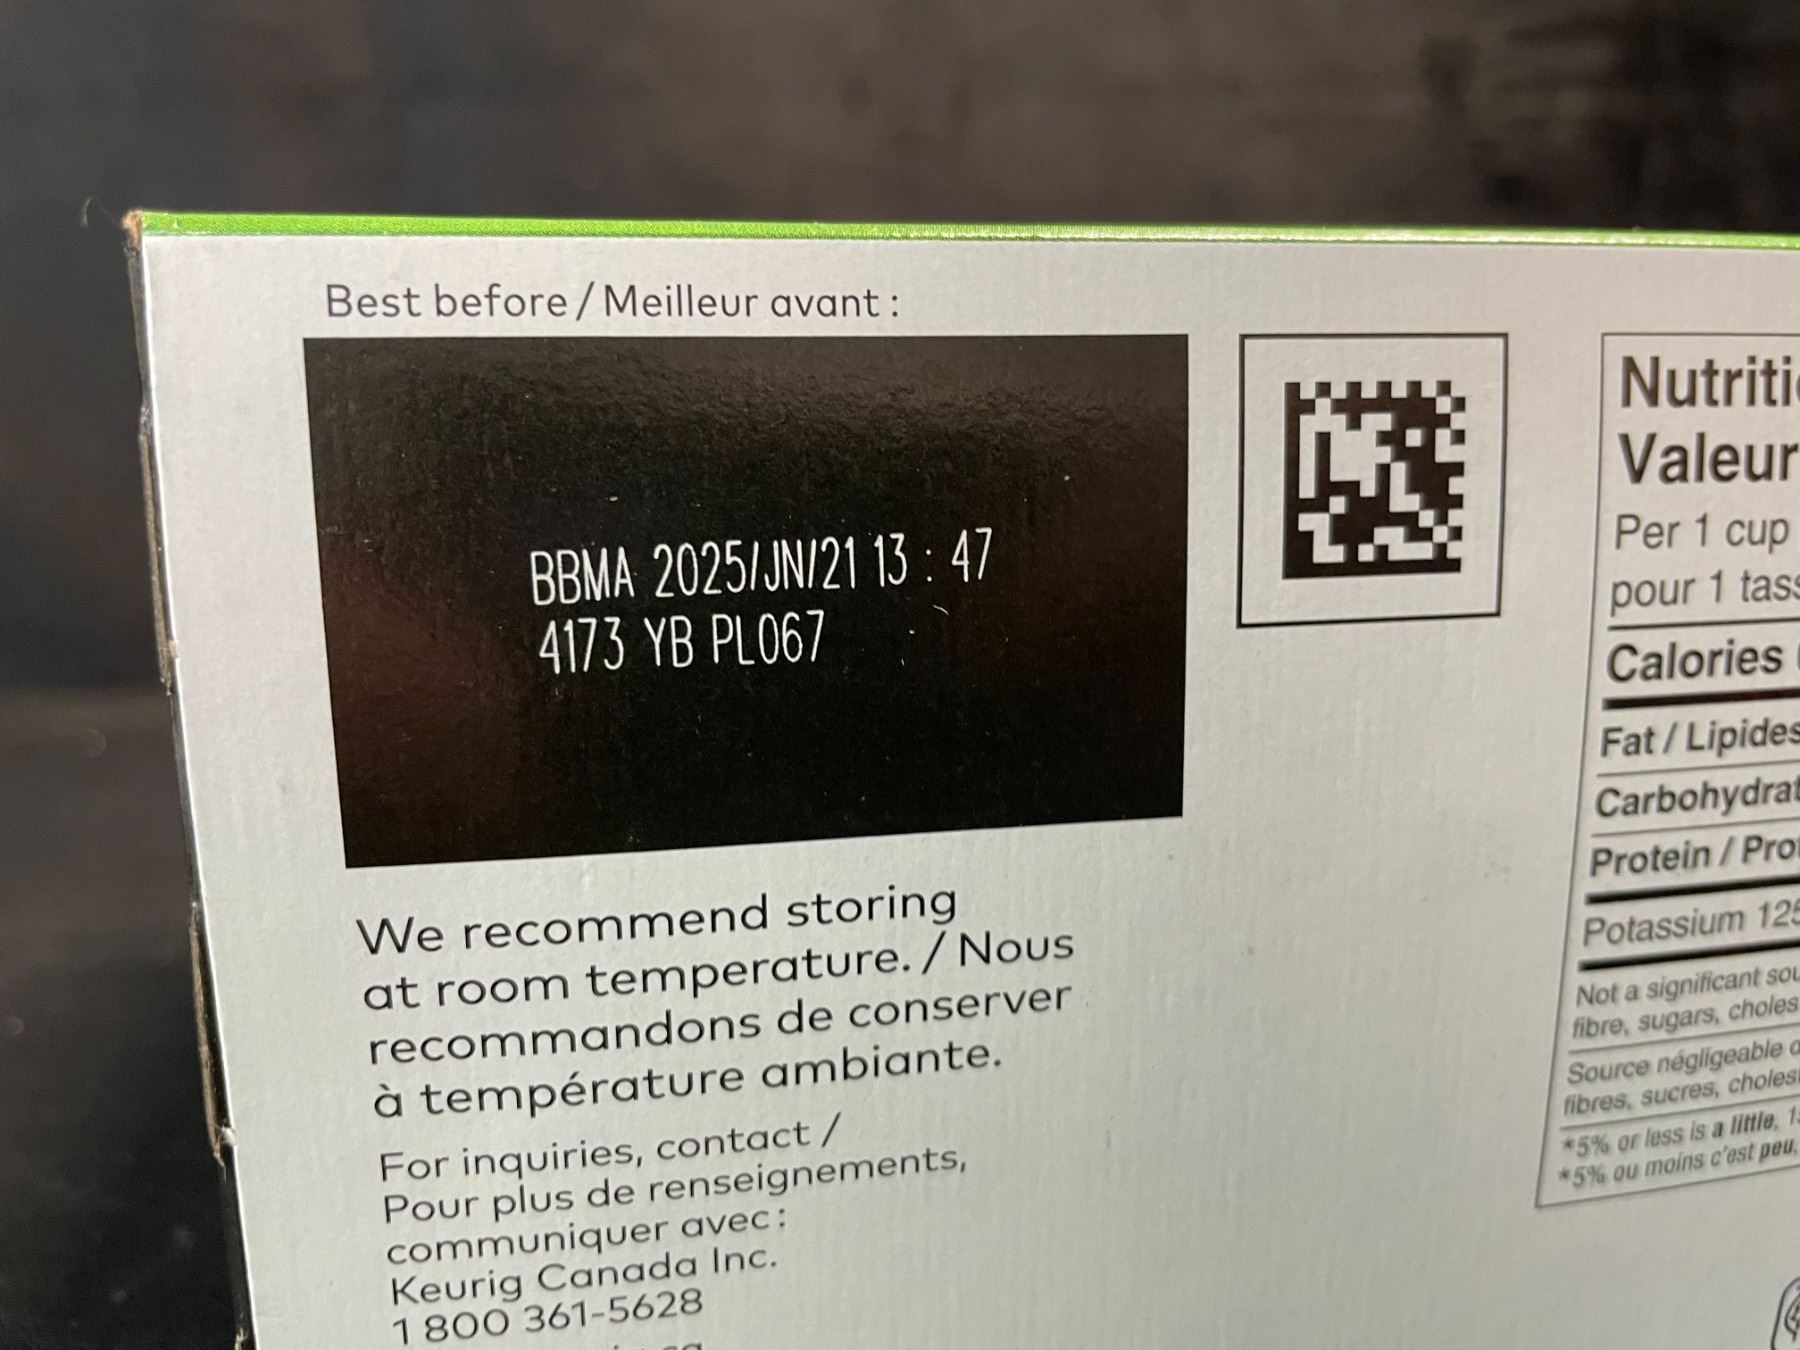 Best before / Meilleur avant :
BBMA 2025/JN/21 13 : 47
4173 YB PL067
We recommend storing
at room temperature. / Nous
recommandons de conserver
à température ambiante.
For inquiries, contact /
Pour plus de renseignements,
communiquer avec :
Keurig Canada Inc.
1 800 361-5628
Nutriti
Valeur
Per 1 cup
pour 1 tass
Calories
Fat / Lipides
Carbohydrat
Protein / Prot
Potassium 125
Not a significant sou
fibre, sugars, choles
Source négligeable d
fibres, sucres, cholest
*5% or less is a little, 15
*5% ou moins c'est peu,